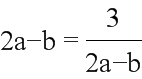 2a–b = 3/2a–b